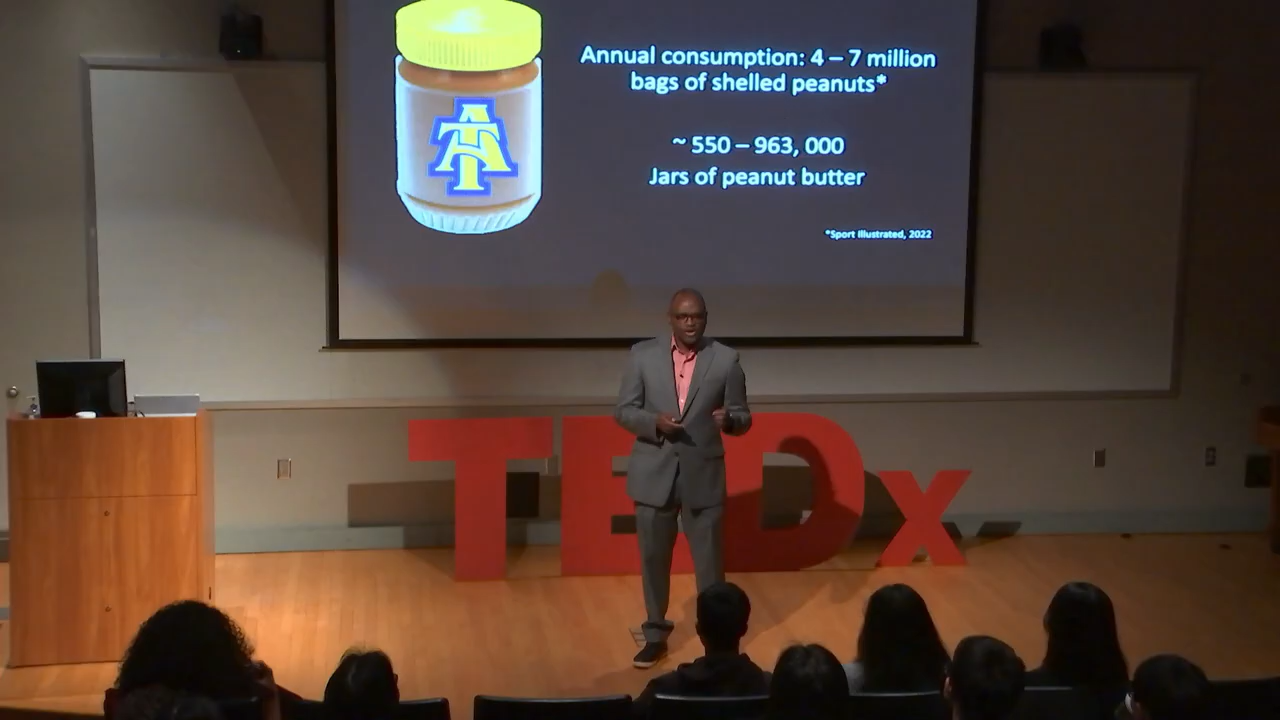 Annual consumption: 4 – 7 million
bags of shelled peanuts*
~ 550 – 963, 000
Jars of peanut butter
*Sport Illustrated, 2022
AT
TEDx